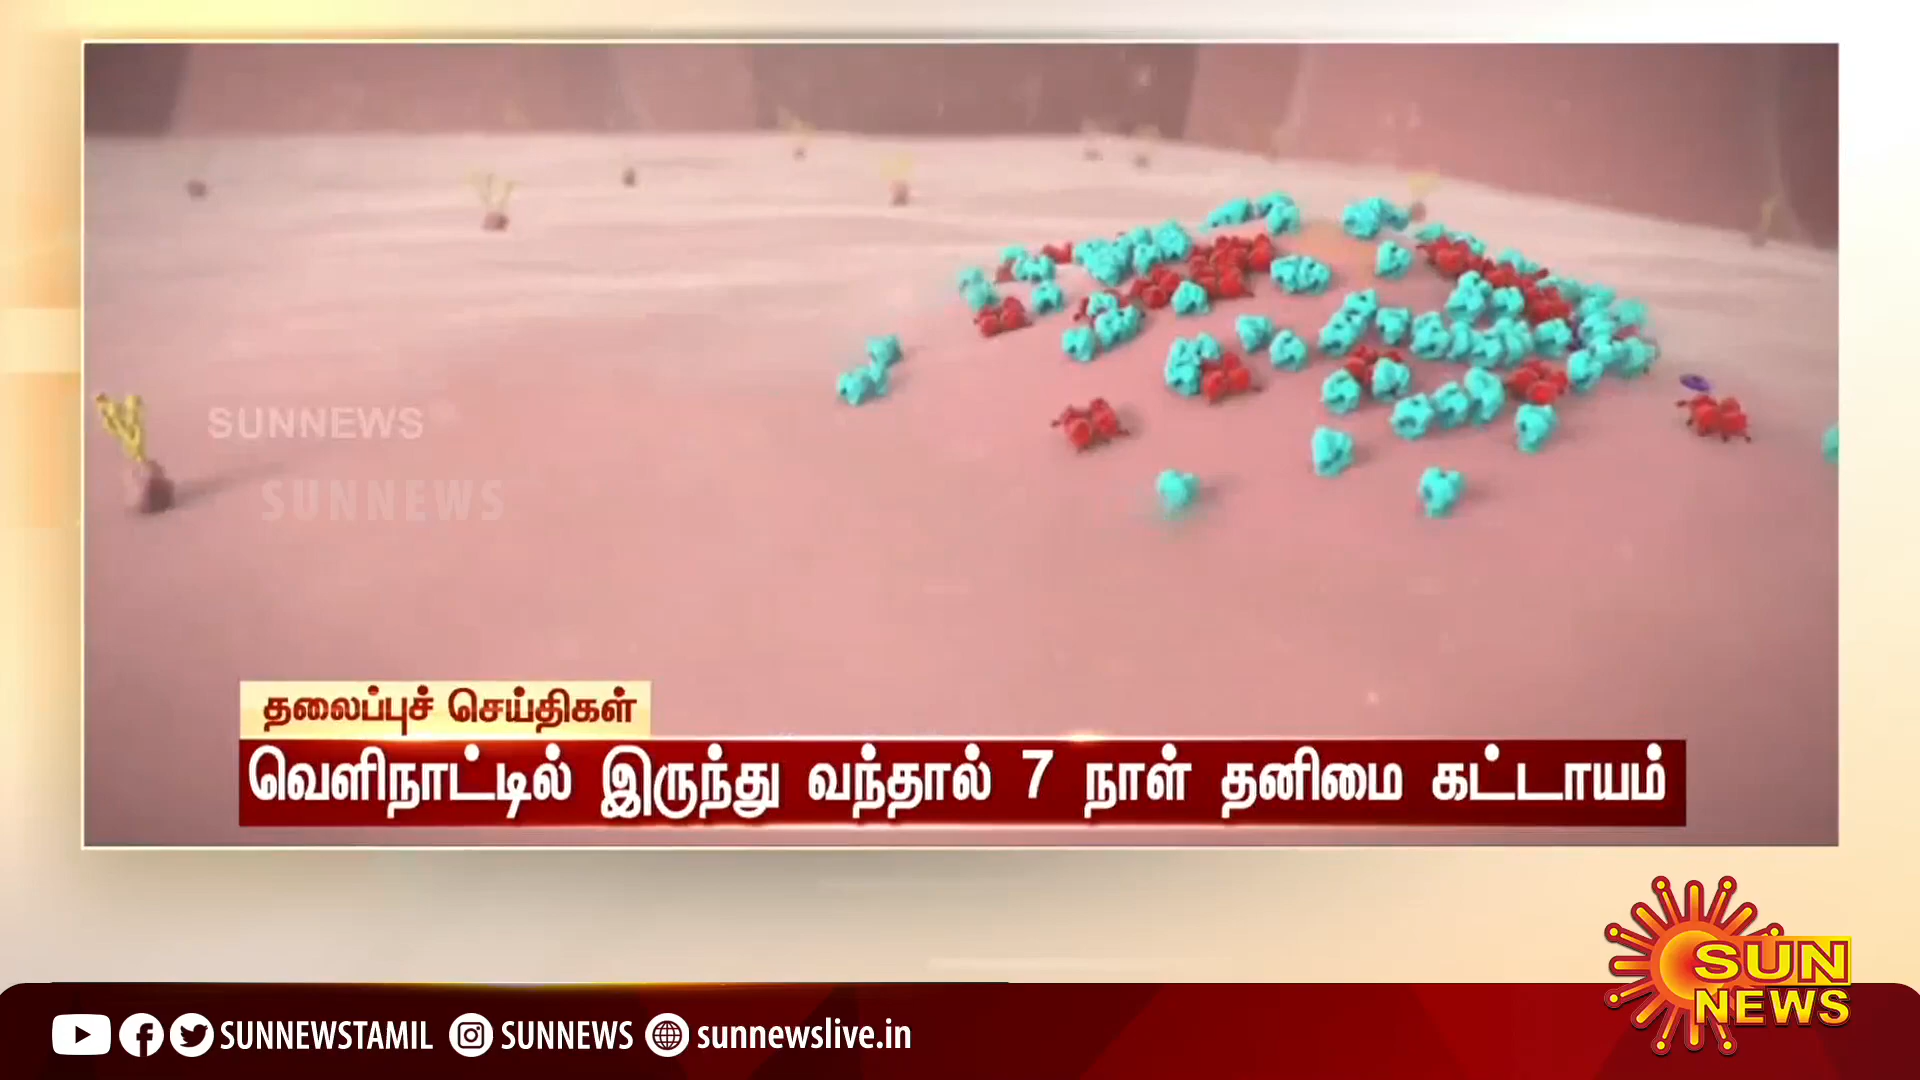 SUNNEWS
SUNNEWS
தலைப்புச் செய்திகள்
வெளிநாட்டில் இருந்து வந்தால் 7 நாள் தனிமை கட்டாயம்
SUN
NEWS
SUNNEWSTAMIL SUNNEWS sunnewslive.in